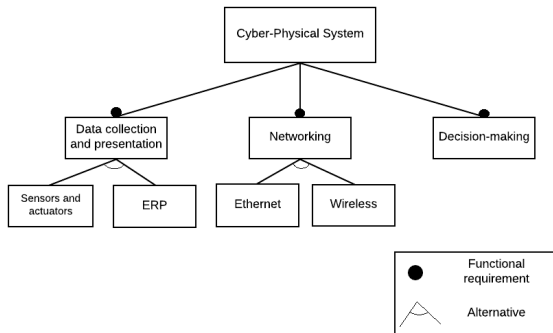 Cyber-Physical System
Data collection
and presentation
Networking
Decision-making
Sensors and
actuators
ERP
Ethernet
Wireless
Functional
requirement
Alternative